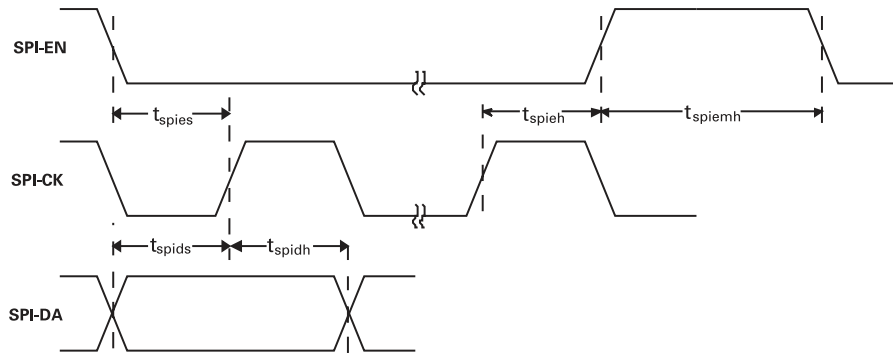 SPI-EN
tspies
tspieh
tspiemh
SPI-CK
tspids
tspidh
SPI-DA